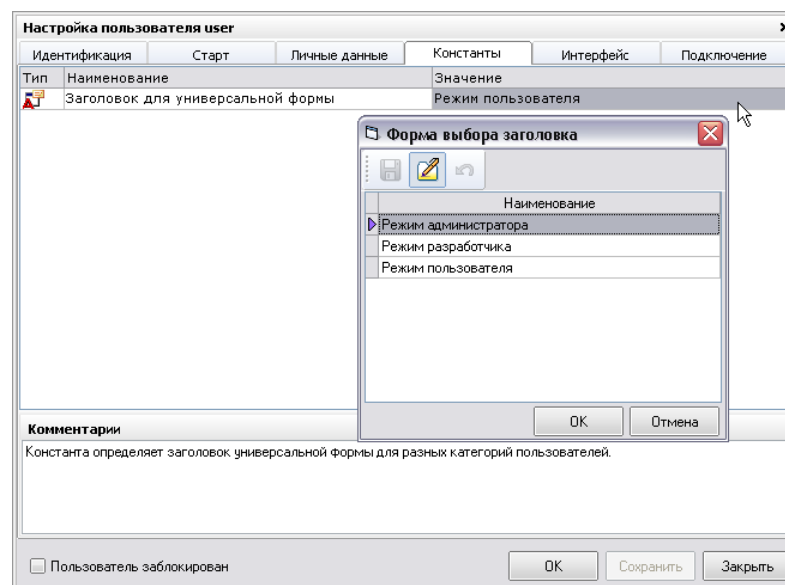 Настройка пользователя user
Идентификация Старт Личные данные Константы Интерфейс Подключение
Тип Наименование Значение
Заголовок для универсальной формы Режим пользователя
Форма выбора заголовка
Наименование
Режим администратора
Режим разработчика
Режим пользователя
OK Отмена
Комментарии
Константа определяет заголовок универсальной формы для разных категорий пользователей.
Пользователь заблокирован OK Сохранить Закрыть